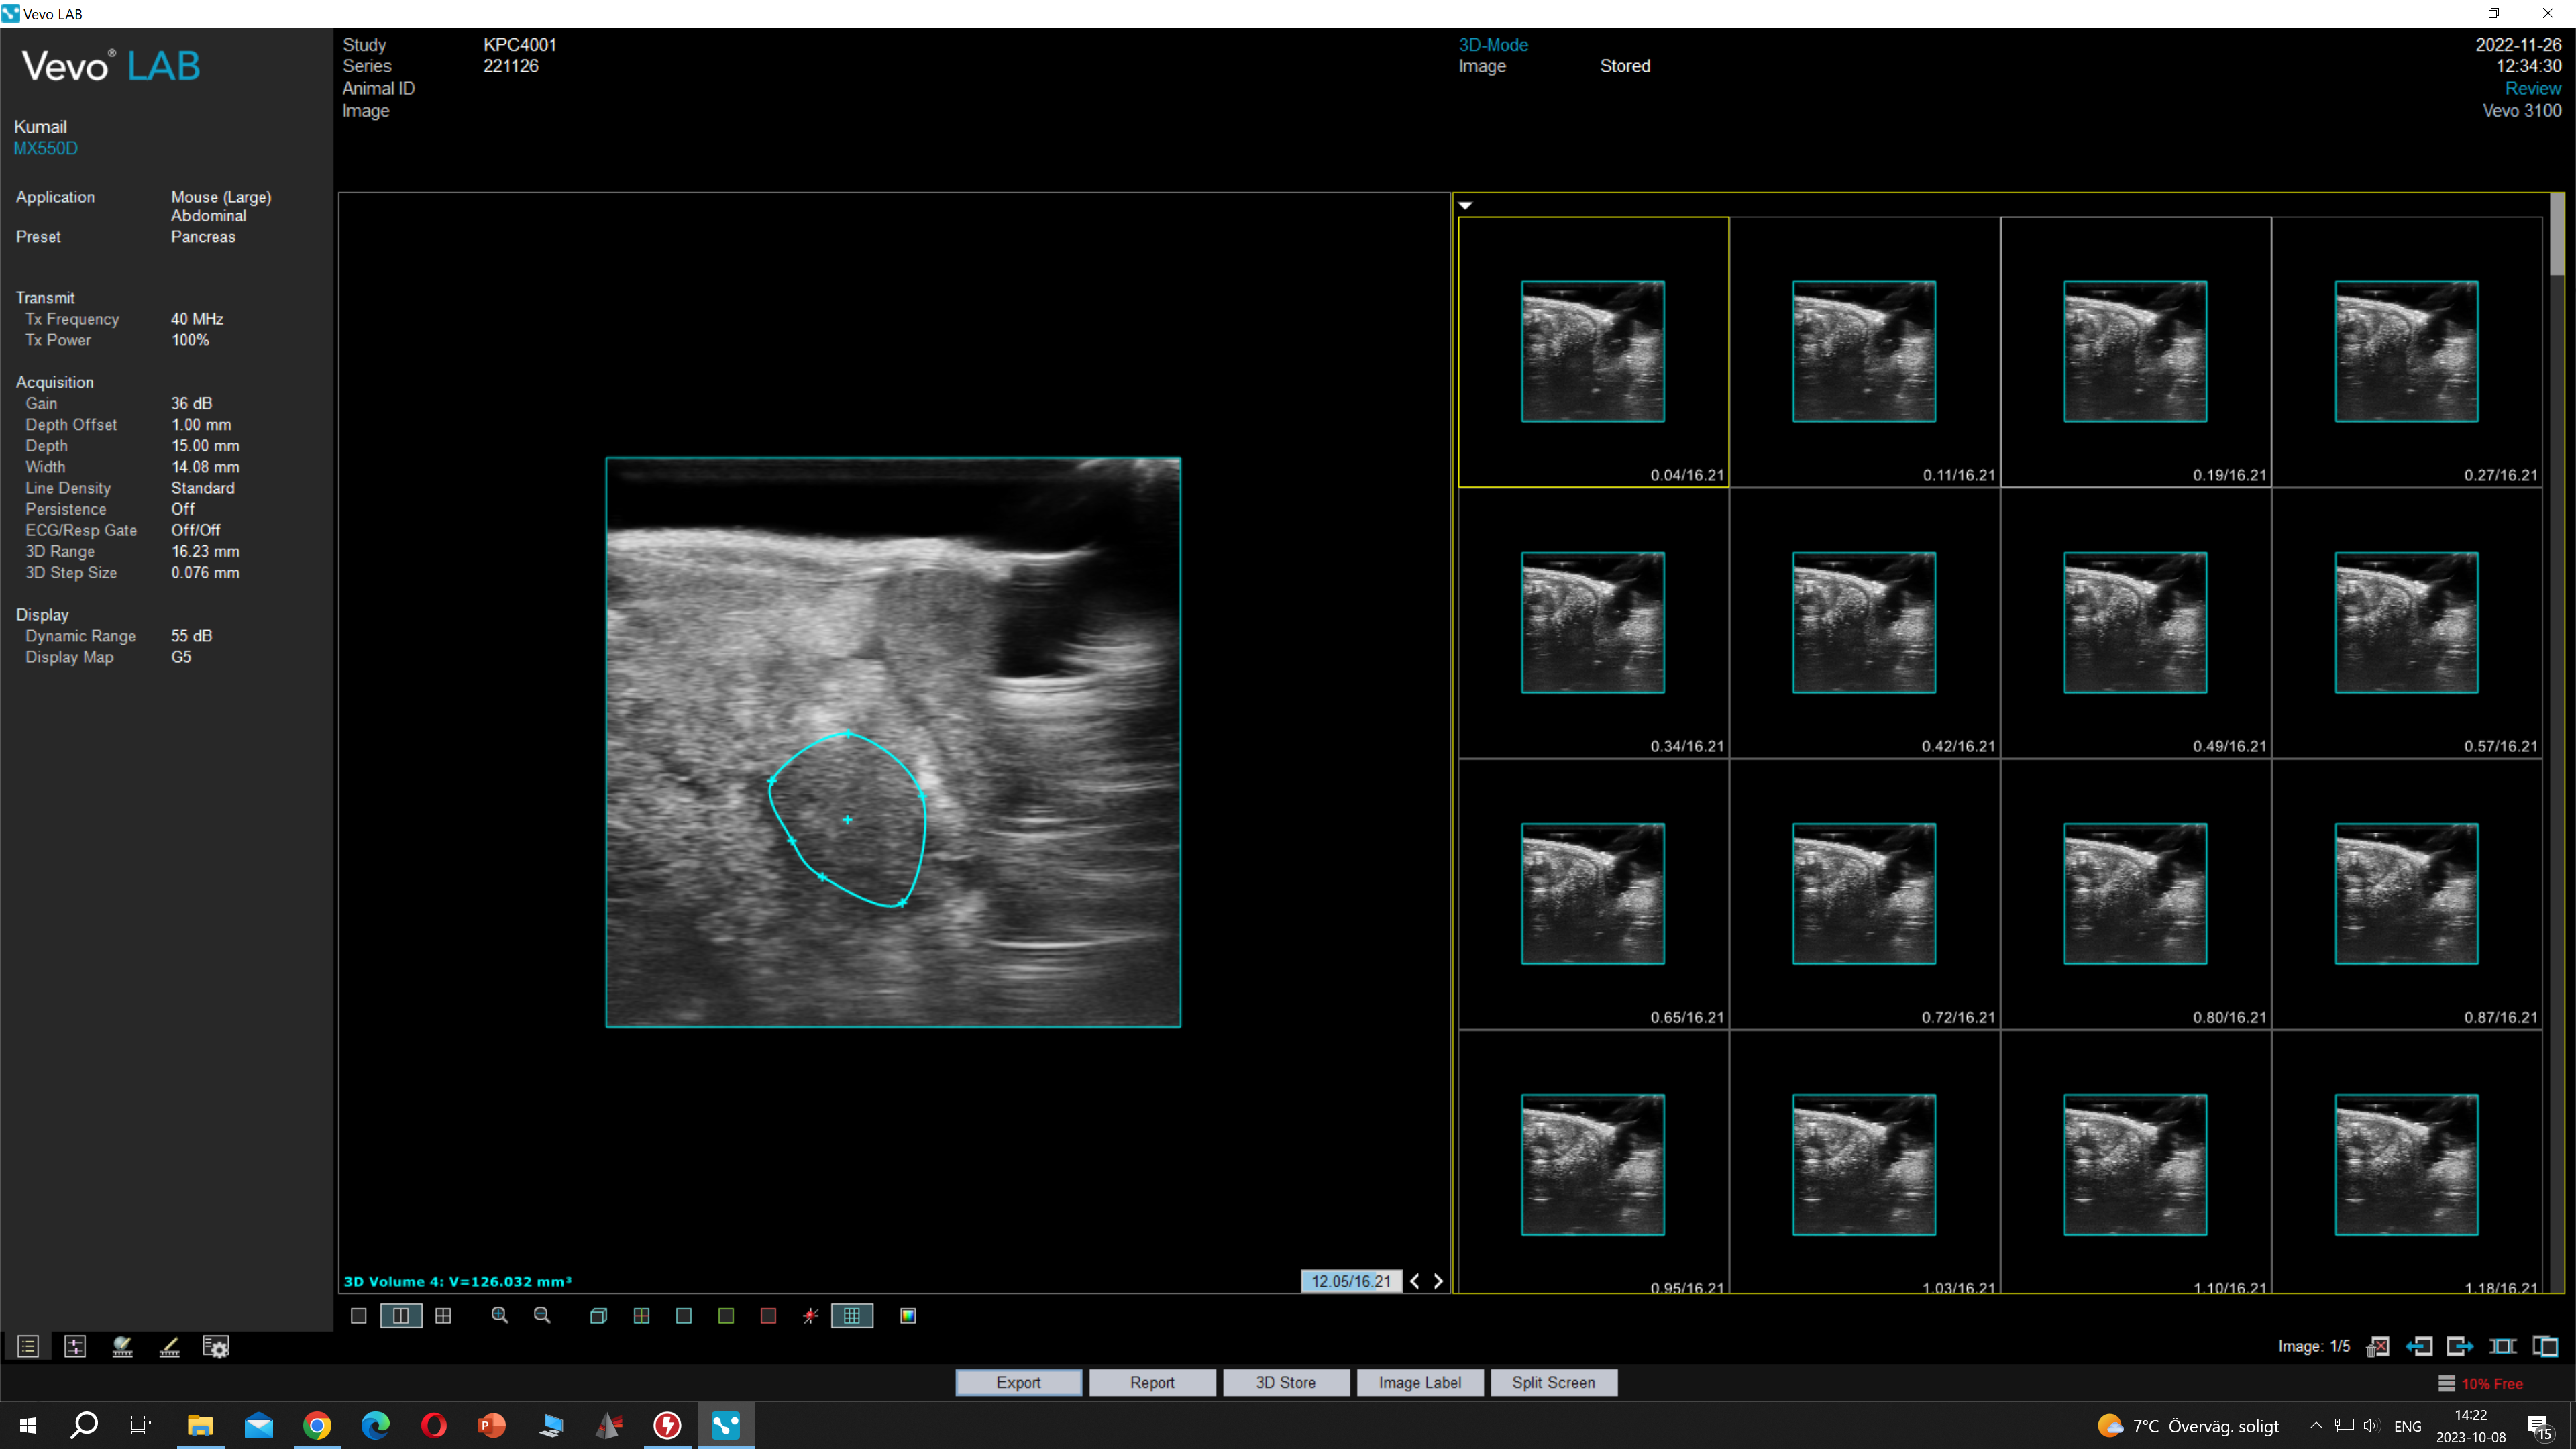 Vevo LAB
Vevo® LAB
Kumail
MX550D
Application Mouse (Large)
Abdominal
Preset Pancreas
Transmit
Tx Frequency 40 MHz
Tx Power 100%
Acquisition
Gain 36 dB
Depth Offset 1.00 mm
Depth 15.00 mm
Width 14.08 mm
Line Density Standard
Persistence Off
ECG/Resp Gate Off/Off
3D Range 16.23 mm
3D Step Size 0.076 mm
Display
Dynamic Range 55 dB
Display Map G5
Study KPC4001
Series 221126
Animal ID
Image
3D-Mode
Image Stored
2022-11-26
12:34:30
Review
Vevo 3100
0.04/16.21 0.11/16.21 0.19/16.21 0.27/16.21
0.34/16.21 0.42/16.21 0.49/16.21 0.57/16.21
0.65/16.21 0.72/16.21 0.80/16.21 0.87/16.21
0.95/16.21 1.03/16.21 1.10/16.21 1.18/16.21
3D Volume 4: V=126.032 mm³
12.05/16.21
Image: 1/5
Export Report 3D Store Image Label Split Screen
10% Free
7°C Överväg. soligt
ENG
14:22
2023-10-08
15